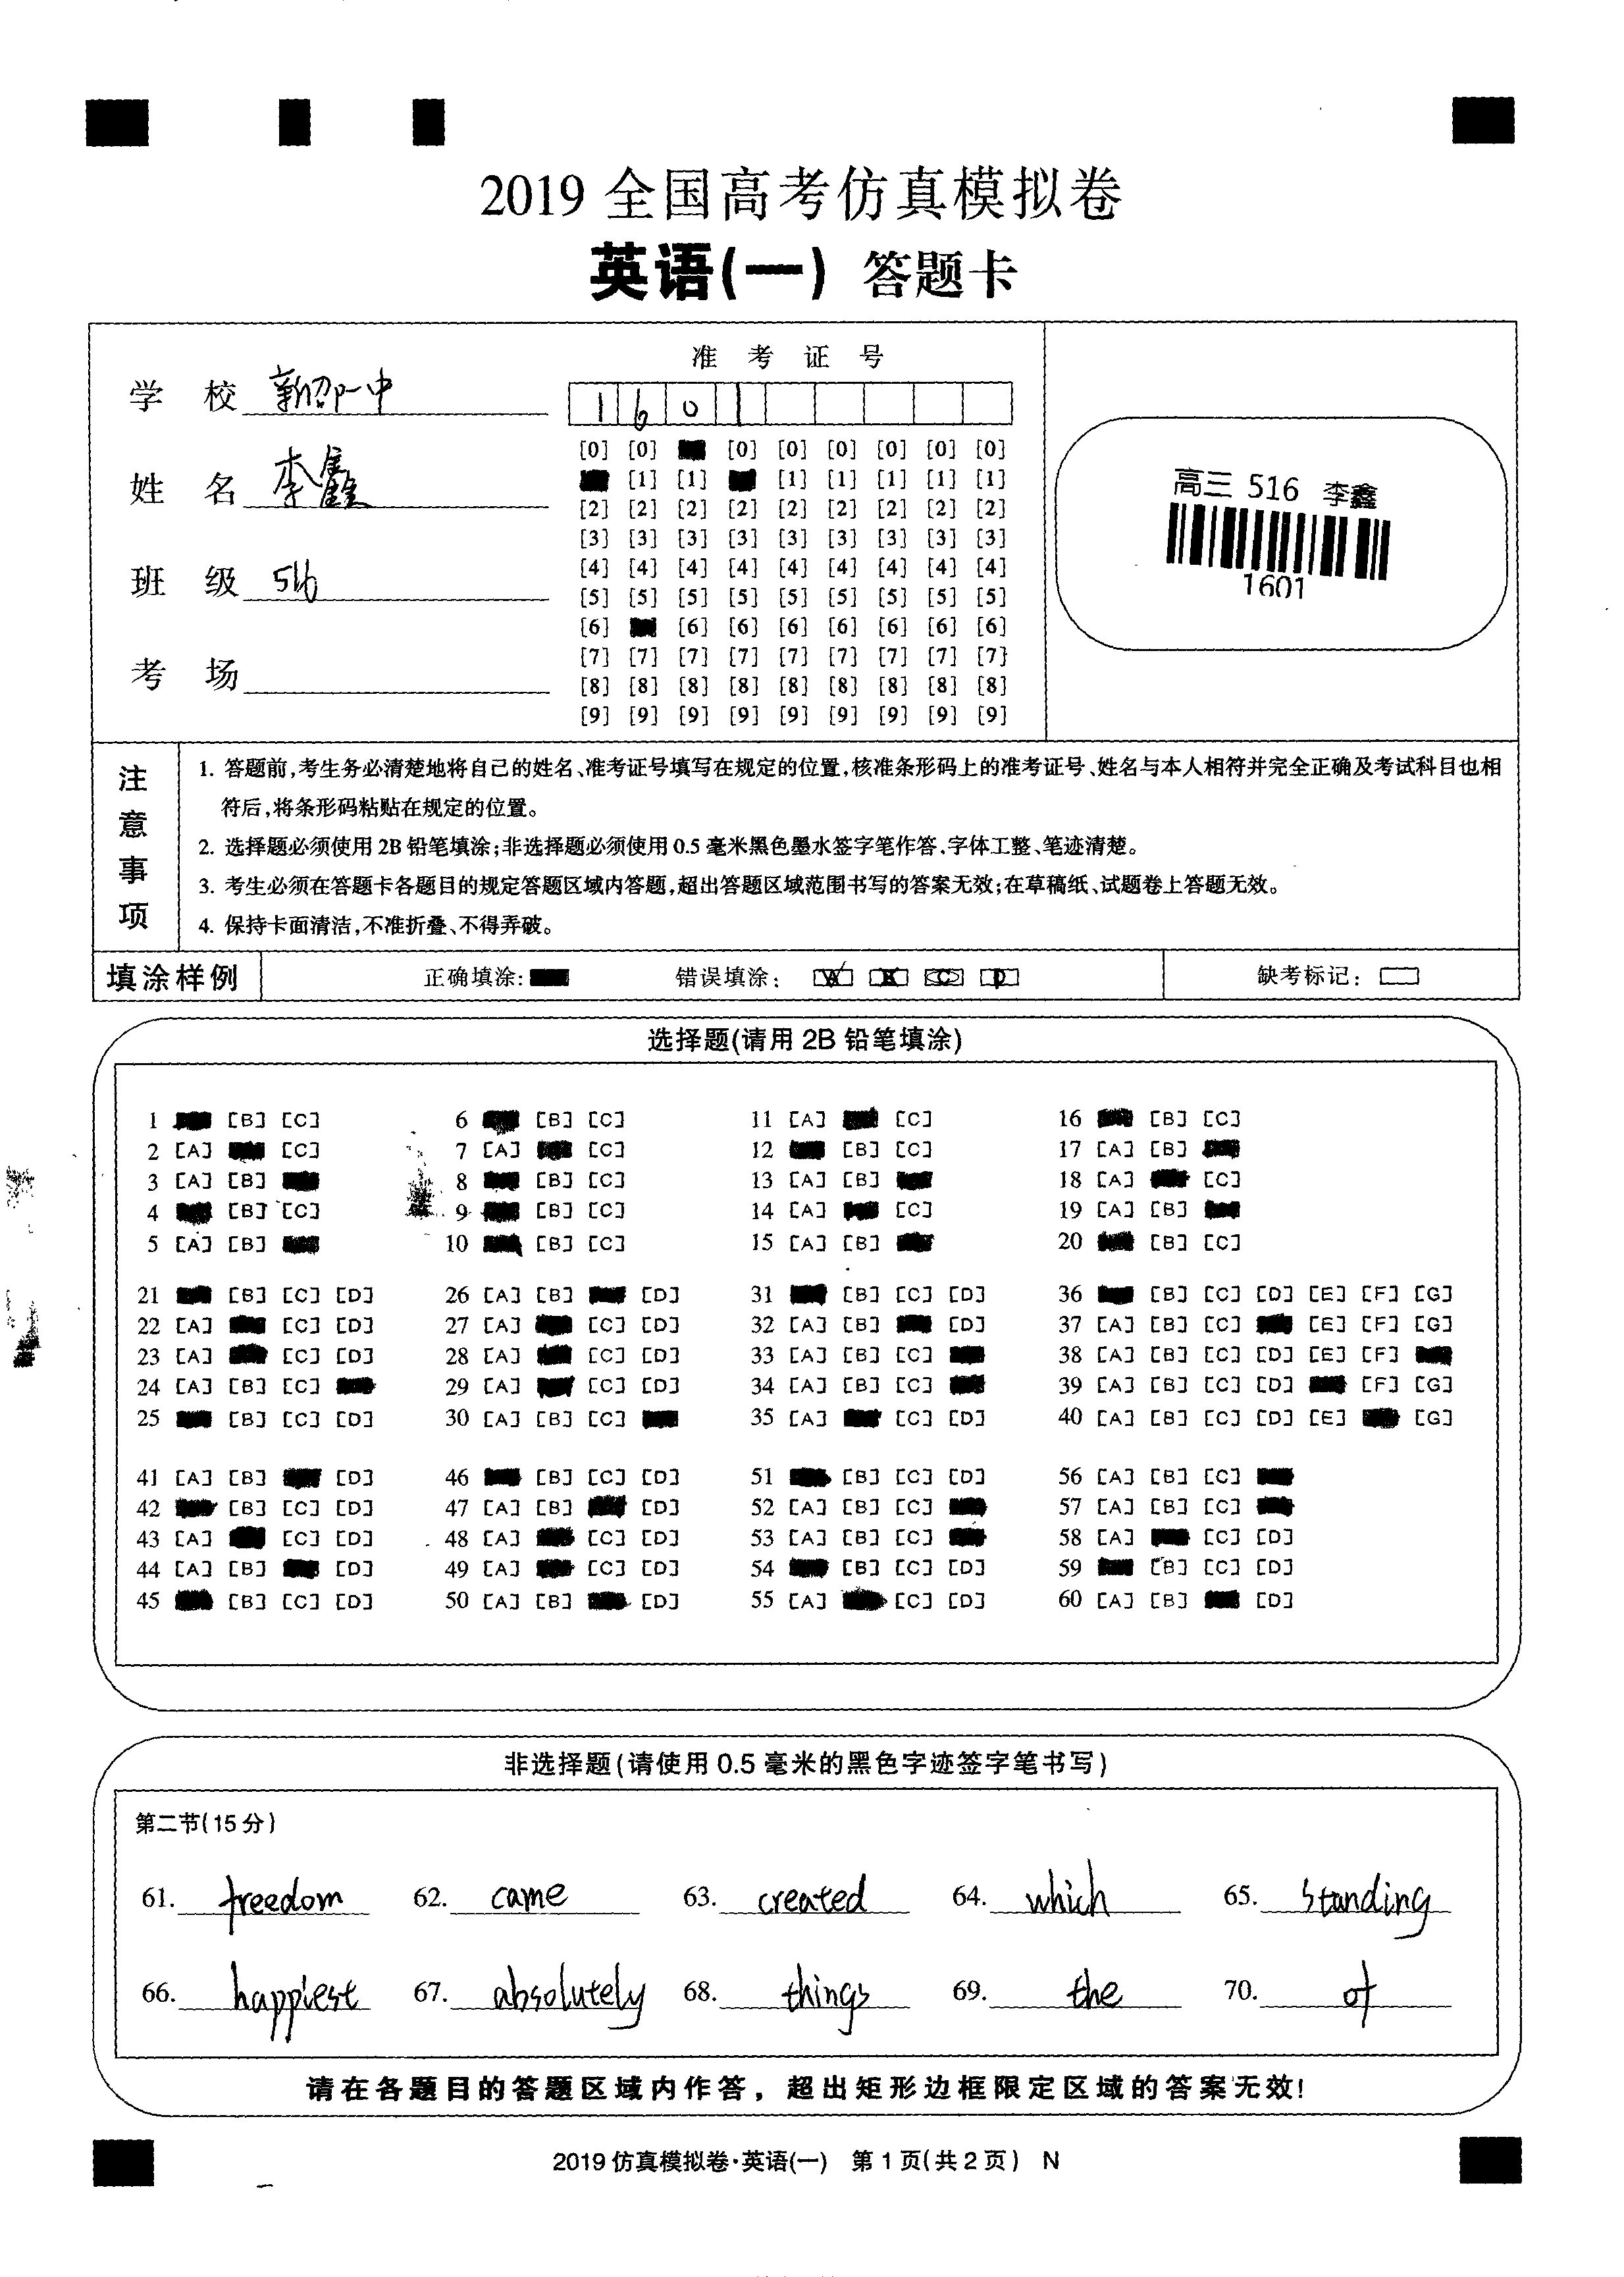 2019 全国高考仿真模拟卷
英语(一) 答题卡
学 校 新邵一中
姓 名 李鑫
班 级 516
考 场
准 考 证 号
1 6 0 1
[0] [0] [0] [0] [0] [0] [0] [0]
[1] [1] [1] [1] [1] [1] [1]
[2] [2] [2] [2] [2] [2] [2] [2] [2]
[3] [3] [3] [3] [3] [3] [3] [3] [3]
[4] [4] [4] [4] [4] [4] [4] [4] [4]
[5] [5] [5] [5] [5] [5] [5] [5] [5]
[6] [6] [6] [6] [6] [6] [6] [6]
[7] [7] [7] [7] [7] [7] [7] [7] [7]
[8] [8] [8] [8] [8] [8] [8] [8] [8]
[9] [9] [9] [9] [9] [9] [9] [9] [9]
高三 516 李鑫
1601
注意事项
1. 答题前,考生务必清楚地将自己的姓名、准考证号填写在规定的位置,核准条形码上的准考证号、姓名与本人相符并完全正确及考试科目也相
符后,将条形码粘贴在规定的位置。
2. 选择题必须使用 2B 铅笔填涂;非选择题必须使用 0.5 毫米黑色墨水签字笔作答,字体工整、笔迹清楚。
3. 考生必须在答题卡各题目的规定答题区域内答题,超出答题区域范围书写的答案无效;在草稿纸、试题卷上答题无效。
4. 保持卡面清洁,不准折叠、不得弄破。
填涂样例 正确填涂: 错误填涂: A B C D 缺考标记:
选择题(请用 2B 铅笔填涂)
1 [B] [C] 6 [B] [C] 11 [A] [C] 16 [B] [C]
2 [A] [C] 7 [A] [C] 12 [B] [C] 17 [A] [B]
3 [A] [B] 8 [B] [C] 13 [A] [B] 18 [A] [C]
4 [B] [C] 9 [B] [C] 14 [A] [C] 19 [A] [B]
5 [A] [B] 10 [B] [C] 15 [A] [B] 20 [B] [C]
21 [B] [C] [D] 26 [A] [B] [D] 31 [B] [C] [D] 36 [B] [C] [D] [E] [F] [G]
22 [A] [C] [D] 27 [A] [C] [D] 32 [A] [B] [D] 37 [A] [B] [C] [E] [F] [G]
23 [A] [C] [D] 28 [A] [C] [D] 33 [A] [B] [C] 38 [A] [B] [C] [D] [E] [F]
24 [A] [B] [C] 29 [A] [C] [D] 34 [A] [B] [C] 39 [A] [B] [C] [D] [F] [G]
25 [B] [C] [D] 30 [A] [B] [C] 35 [A] [C] [D] 40 [A] [B] [C] [D] [E] [G]
41 [A] [B] [D] 46 [B] [C] [D] 51 [B] [C] [D] 56 [A] [B] [C]
42 [B] [C] [D] 47 [A] [B] [D] 52 [A] [B] [C] 57 [A] [B] [C]
43 [A] [C] [D] 48 [A] [C] [D] 53 [A] [B] [C] 58 [A] [C] [D]
44 [A] [B] [D] 49 [A] [C] [D] 54 [B] [C] [D] 59 [B] [C] [D]
45 [B] [C] [D] 50 [A] [B] [D] 55 [A] [C] [D] 60 [A] [B] [D]
非选择题(请使用 0.5 毫米的黑色字迹签字笔书写)
第二节(15 分)
61. freedom 62. came 63. created 64. which 65. standing
66. happiest 67. absolutely 68. things 69. the 70. of
请在各题目的答题区域内作答，超出矩形边框限定区域的答案无效!
2019 仿真模拟卷·英语(一) 第 1 页(共 2 页) N